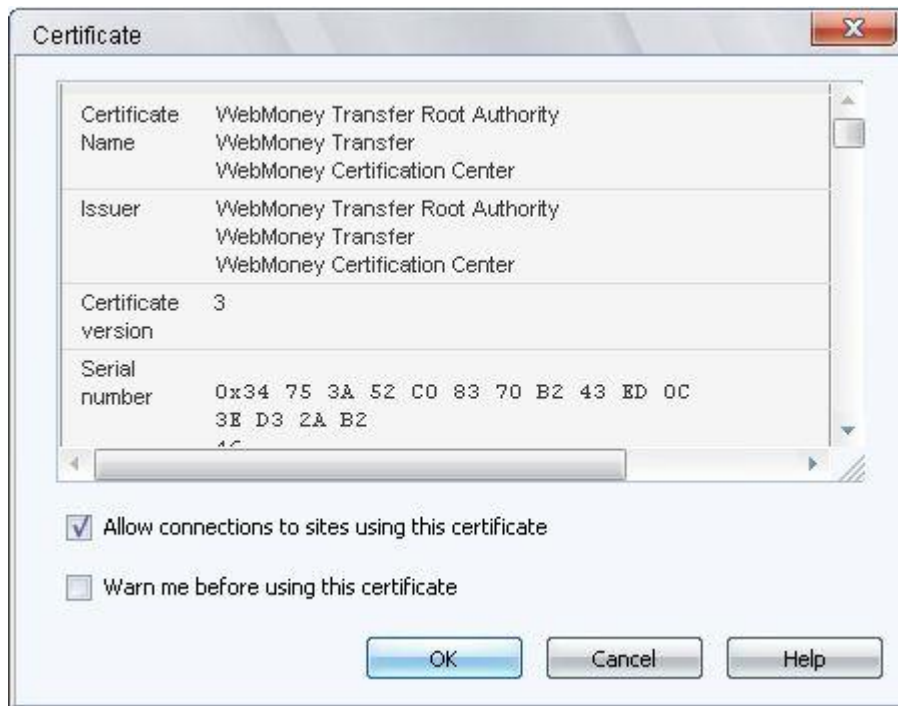 Certificate
Certificate Name
WebMoney Transfer Root Authority
WebMoney Transfer
WebMoney Certification Center
Issuer
WebMoney Transfer Root Authority
WebMoney Transfer
WebMoney Certification Center
Certificate version
3
Serial number
0x34 75 3A 52 C0 83 70 B2 43 ED 0C
3E D3 2A B2
Allow connections to sites using this certificate
Warn me before using this certificate
OK
Cancel
Help